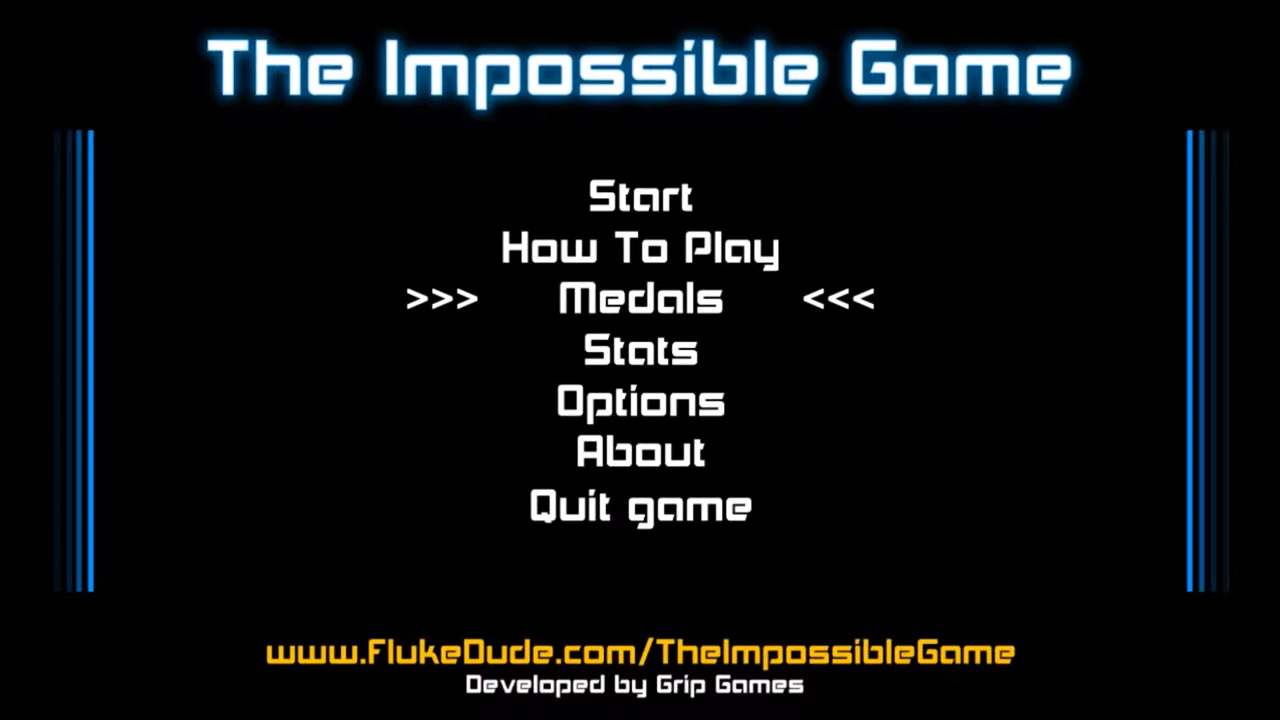 The Impossible Game
Start
How To Play
>>> Medals <<<
Stats
Options
About
Quit game
www.FlukeDude.com/TheImpossibleGame
Developed by Grip Games